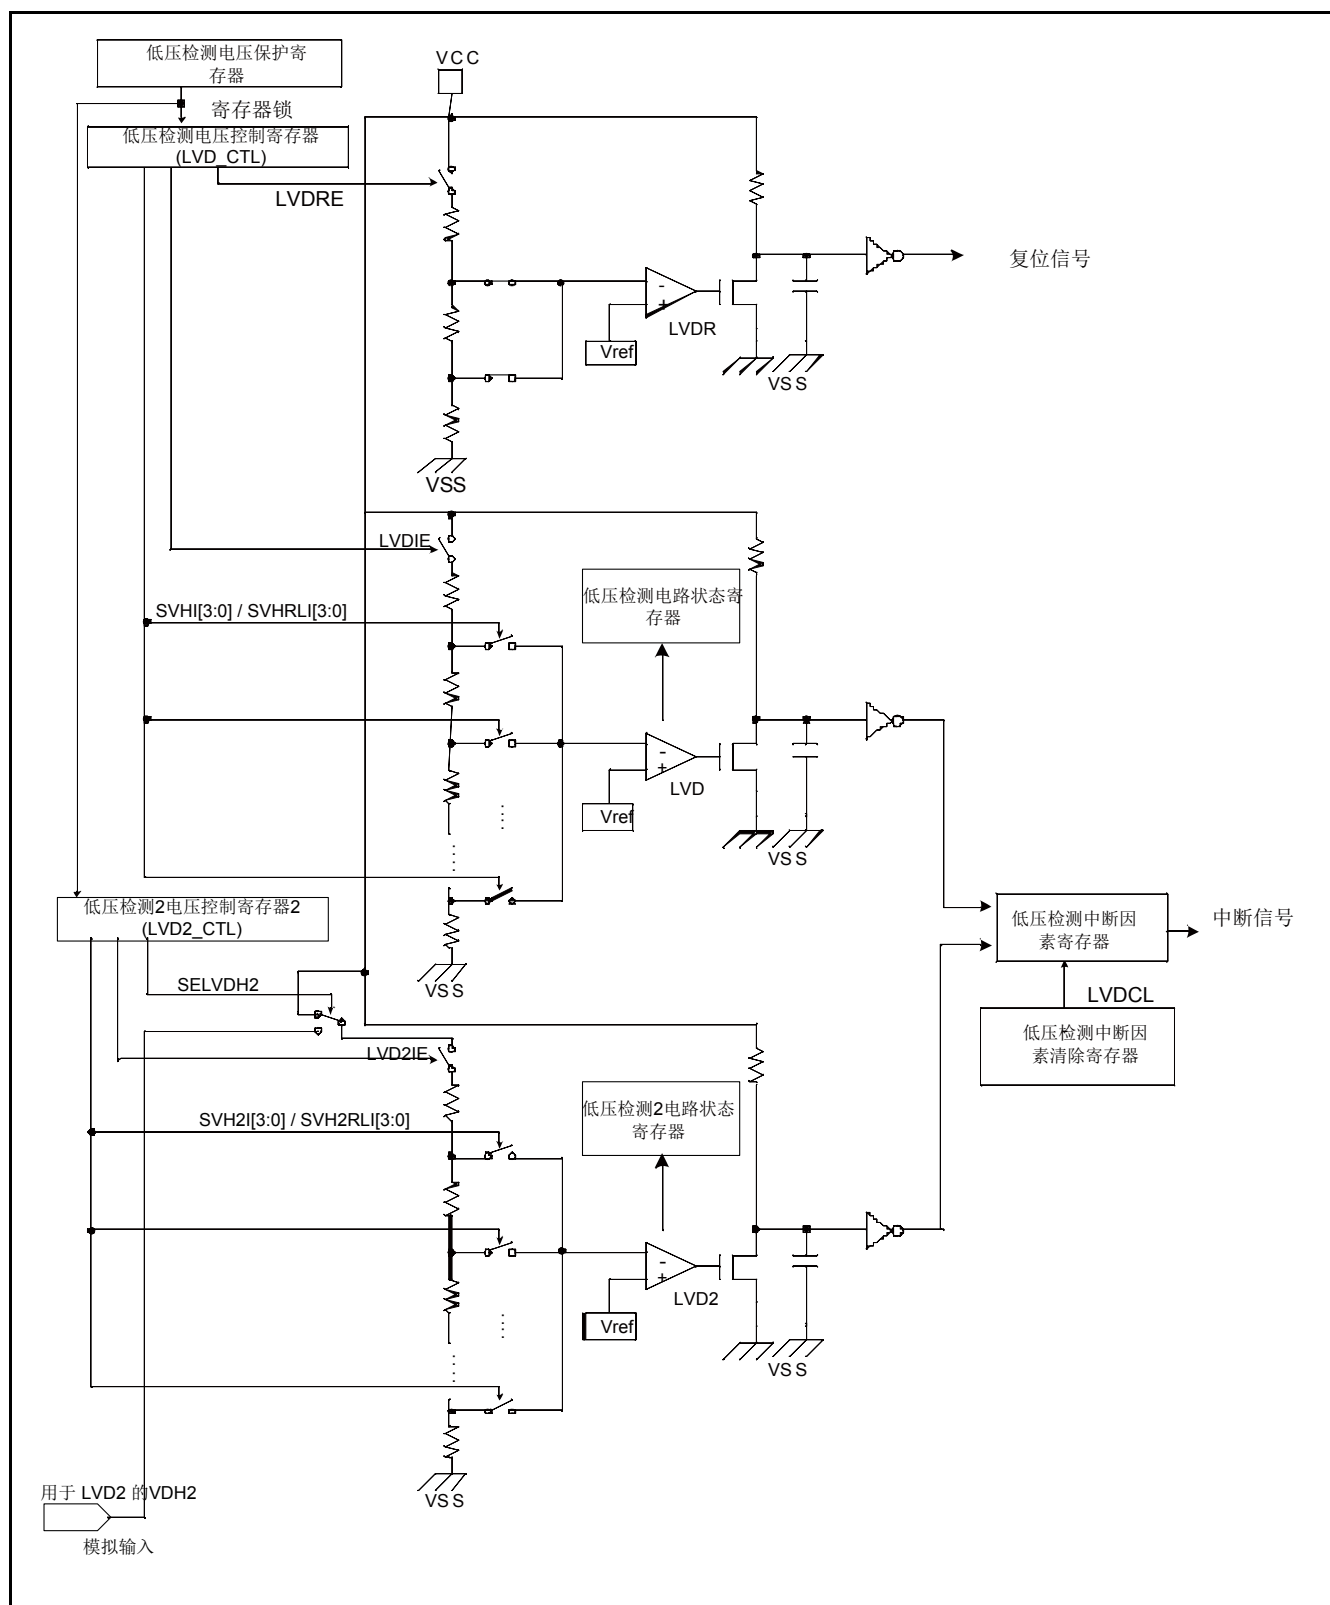 低压检测电压保护寄
存器
VCC
寄存器锁
低压检测电压控制寄存器
(LVD_CTL)
LVDRE
-
+
LVDR
Vref
复位信号
VSS
VSS
LVDIE
低压检测电路状态寄
存器
SVHI[3:0] / SVHRLI[3:0]
-
+
LVD
Vref
VSS
低压检测2电压控制寄存器2
(LVD2_CTL)
低压检测中断因
素寄存器
中断信号
VSS
SELVDH2
LVDCL
低压检测中断因
素清除寄存器
LVD2IE
低压检测2电路状态
寄存器
SVH2I[3:0] / SVH2RLI[3:0]
-
+
LVD2
Vref
VSS
VSS
用于 LVD2 的VDH2
模拟输入